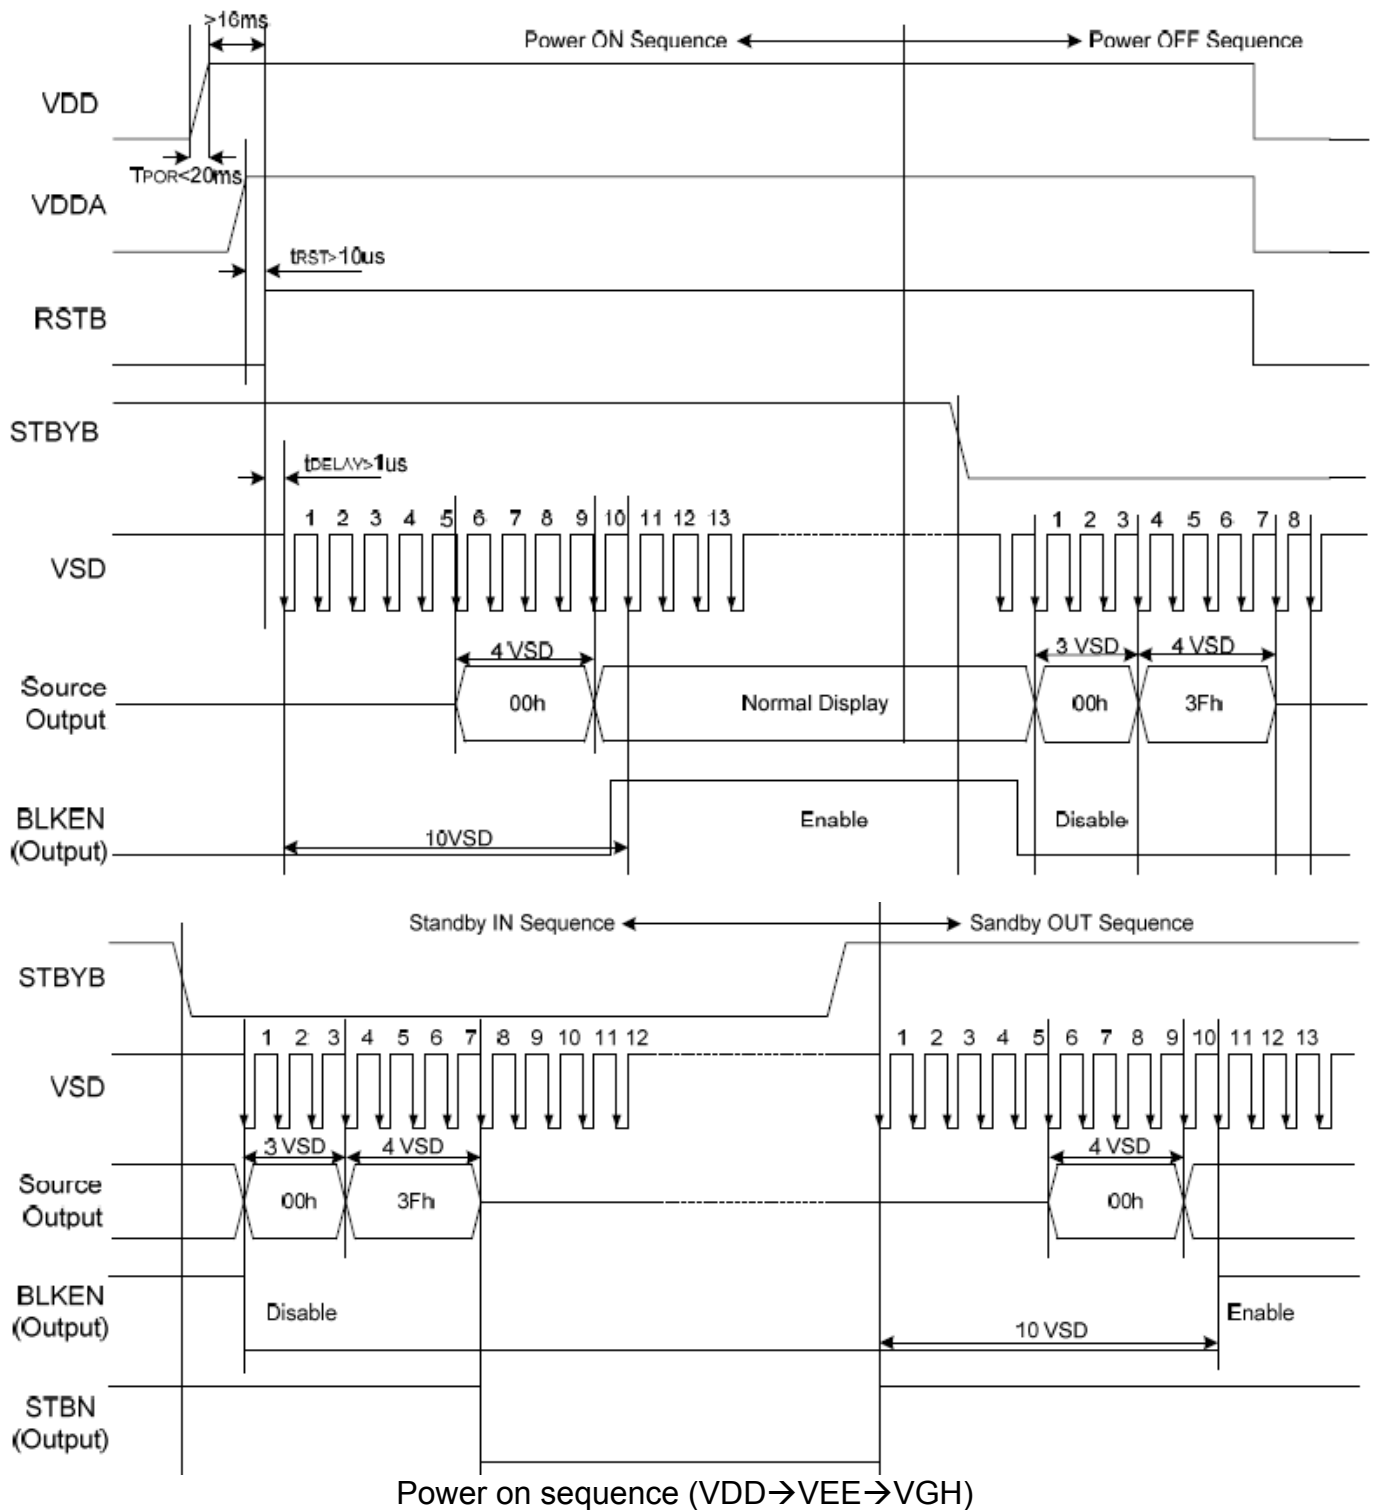 >16ms
Power ON Sequence
Power OFF Sequence
VDD
TPOR<20ms
VDDA
tRST>10us
RSTB
STBYB
tDELAY>1us
1 2 3 4 5 6 7 8 9 10 11 12 13
1 2 3 4 5 6 7 8
VSD
4 VSD
3 VSD
4 VSD
Source
Output
00h
Normal Display
00h
3Fh
BLKEN
(Output)
10VSD
Enable
Disable
Standby IN Sequence
Sandby OUT Sequence
STBYB
1 2 3 4 5 6 7 8 9 10 11 12
1 2 3 4 5 6 7 8 9 10 11 12 13
VSD
3 VSD
4 VSD
4 VSD
Source
Output
00h
3Fh
00h
BLKEN
(Output)
Disable
10 VSD
Enable
STBN
(Output)
Power on sequence (VDD→VEE→VGH)